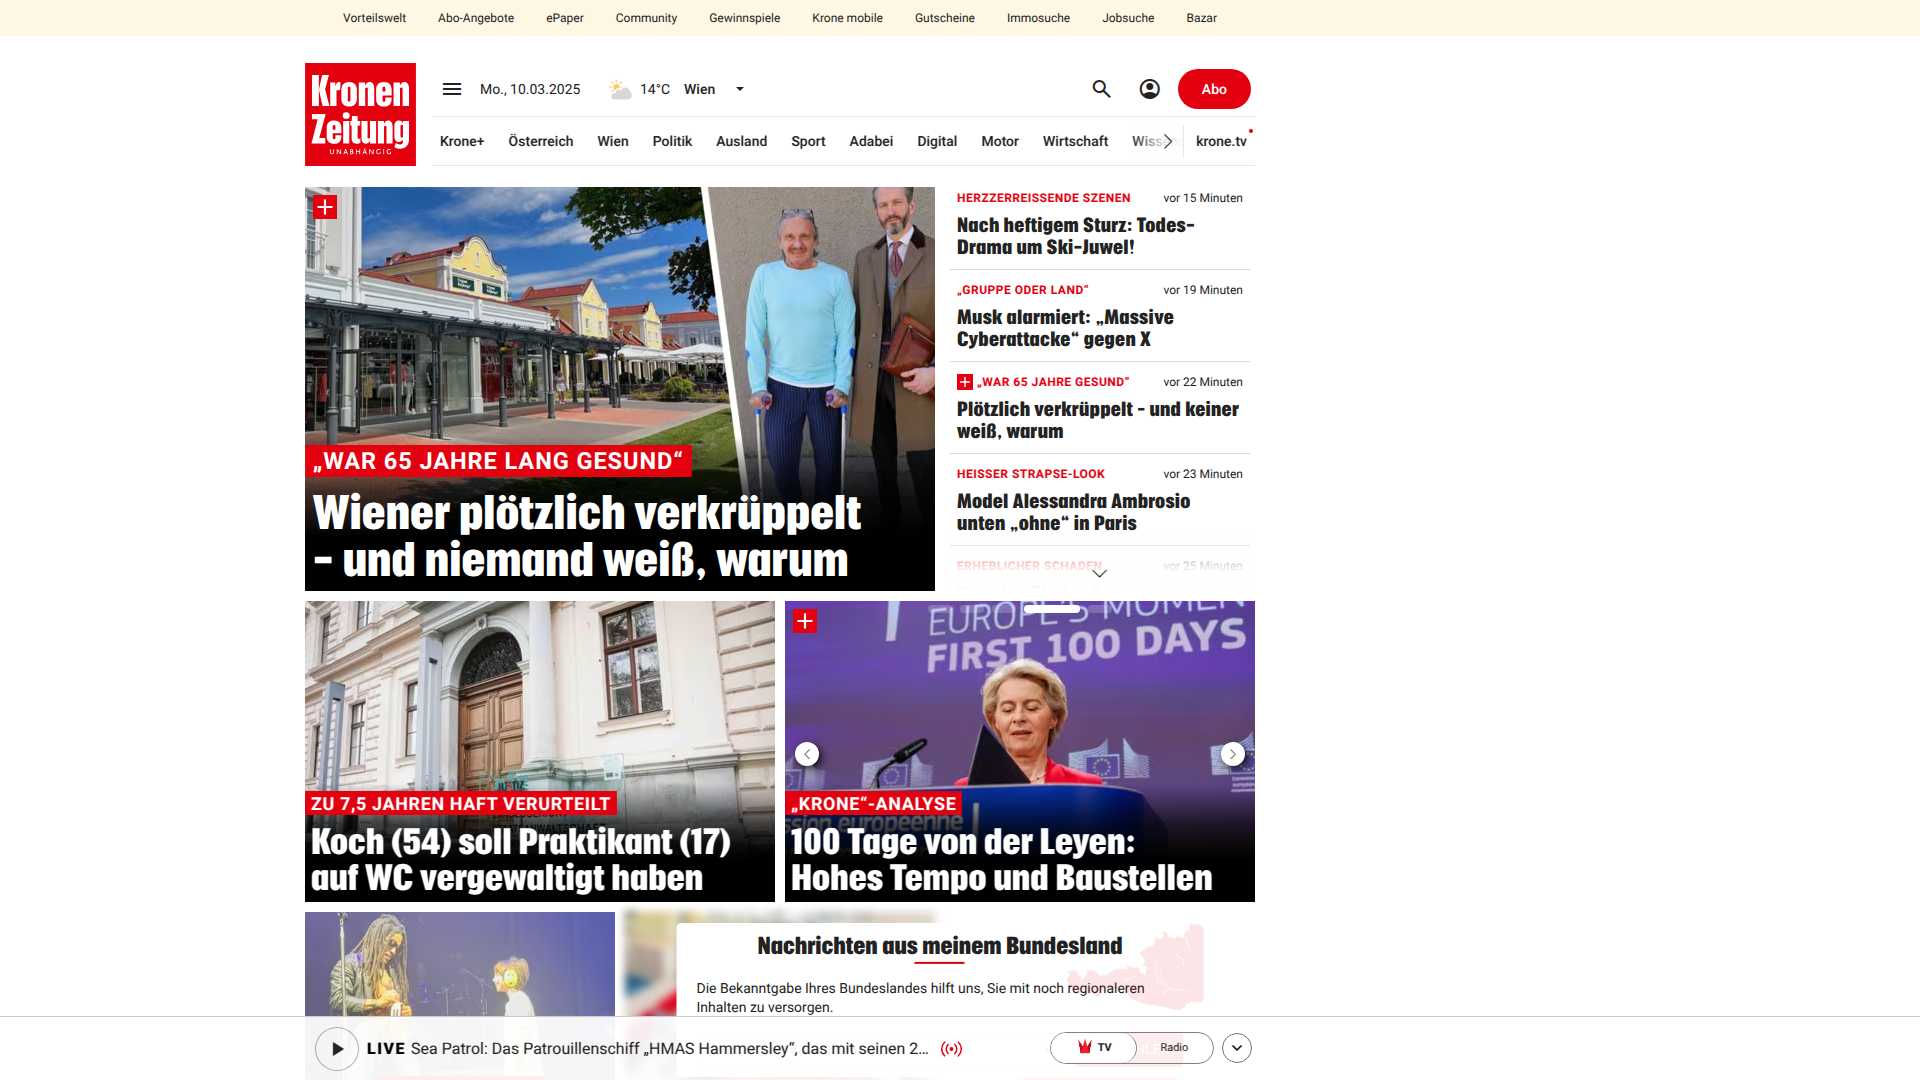 Vorteilswelt Abo-Angebote ePaper Community Gewinnspiele Krone mobile Gutscheine Immosuche Jobsuche Bazar
Kronen
Zeitung
UNABHÄNGIG
Mo., 10.03.2025 14°C Wien
Abo
Krone+ Österreich Wien Politik Ausland Sport Adabei Digital Motor Wirtschaft krone.tv
„WAR 65 JAHRE LANG GESUND“
Wiener plötzlich verkrüppelt
– und niemand weiß, warum
HERZZERREISSENDE SZENEN vor 15 Minuten
Nach heftigem Sturz: Todes-
Drama um Ski-Juwel!
„GRUPPE ODER LAND“ vor 19 Minuten
Musk alarmiert: „Massive
Cyberattacke“ gegen X
„WAR 65 JAHRE GESUND“ vor 22 Minuten
Plötzlich verkrüppelt – und keiner
weiß, warum
HEISSER STRAPSE-LOOK vor 23 Minuten
Model Alessandra Ambrosio
unten „ohne“ in Paris
ERHEBLICHER SCHADEN vor 25 Minuten
ZU 7,5 JAHREN HAFT VERURTEILT
Koch (54) soll Praktikant (17)
auf WC vergewaltigt haben
EUROPE'S MOMENT
FIRST 100 DAYS
„KRONE“-ANALYSE
européenne
100 Tage von der Leyen:
Hohes Tempo und Baustellen
Nachrichten aus meinem Bundesland
Die Bekanntgabe Ihres Bundeslandes hilft uns, Sie mit noch regionaleren
Inhalten zu versorgen.
LIVE Sea Patrol: Das Patrouillenschiff „HMAS Hammersley“, das mit seinen 2...
TV Radio